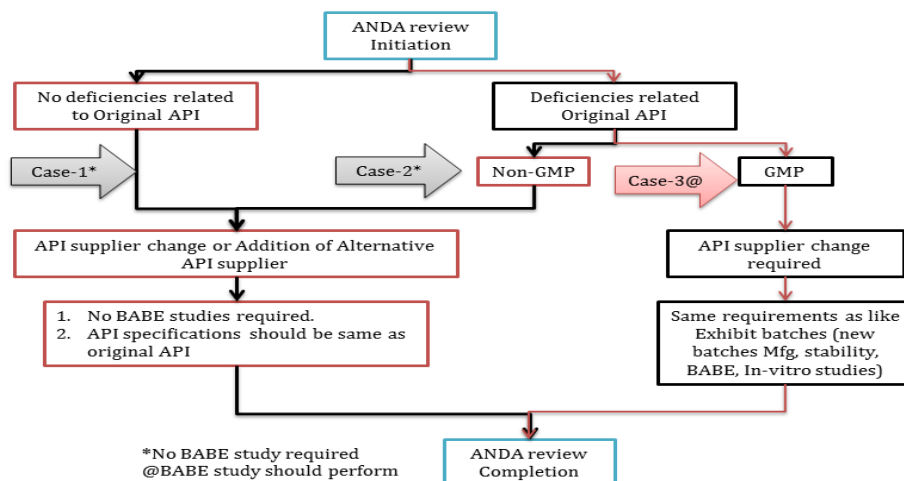 ANDA review
Initiation
No deficiencies related
to Original API
Deficiencies related
Original API
Case-1*
Case-2*
Non-GMP
Case-3@
GMP
API supplier change or Addition of Alternative
API supplier
API supplier change
required
1. No BABE studies required.
2. API specifications should be same as
original API
Same requirements as like
Exhibit batches (new
batches Mfg, stability,
BABE, In-vitro studies)
*No BABE study required
@BABE study should perform
ANDA review
Completion